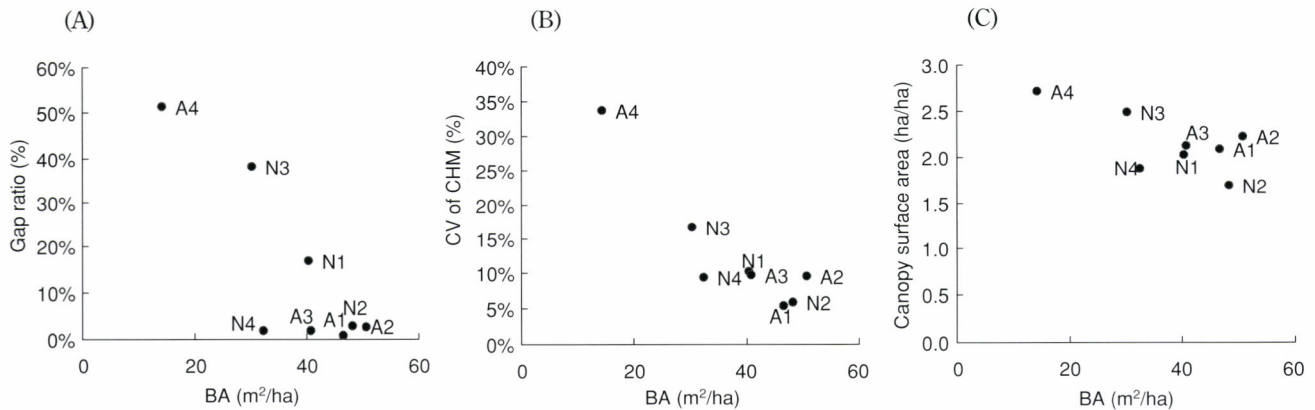 (A)
60%
50%
40%
30%
20%
10%
0%
Gap ratio (%)
A4
N3
N1
N4
A3
A1
N2
A2
0
20
40
60
BA (m²/ha)
(B)
40%
35%
30%
25%
20%
15%
10%
5%
0%
CV of CHM (%)
A4
N3
N4
N1
A3
A2
A1
N2
0
20
40
60
BA (m²/ha)
(C)
3.0
2.5
2.0
1.5
1.0
0.5
0.0
Canopy surface area (ha/ha)
A4
N3
A3
A2
A1
N4
N1
N2
0
20
40
60
BA (m²/ha)